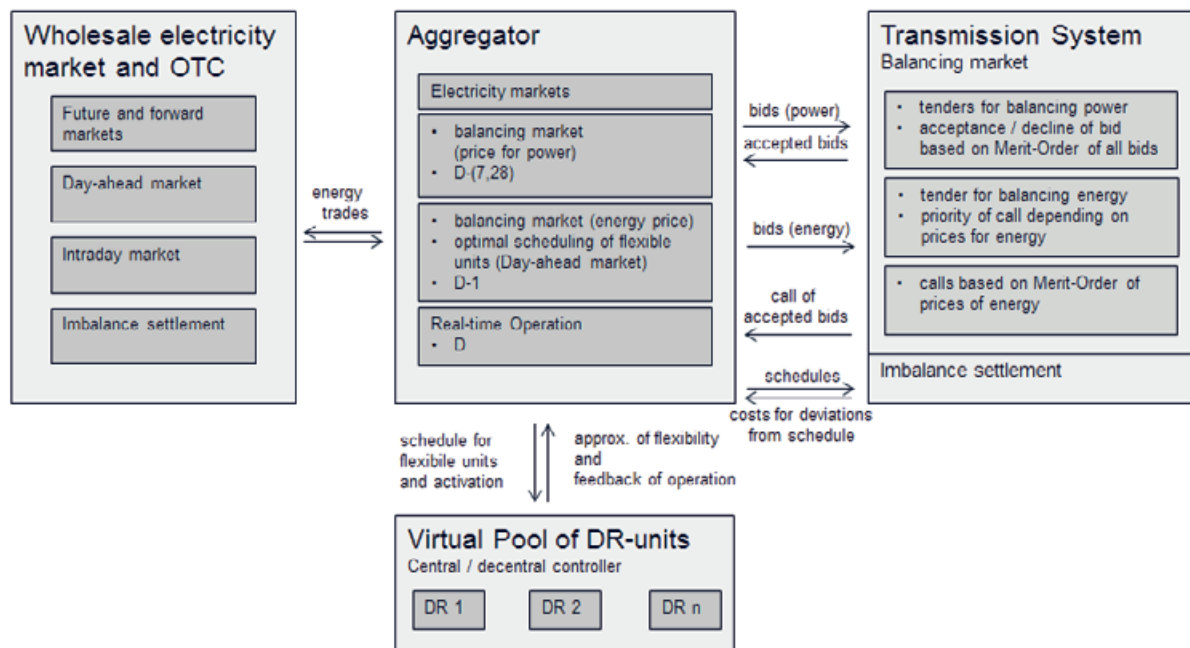 Wholesale electricity
market and OTC
Future and forward
markets
Day-ahead market
Intraday market
Imbalance settlement
energy
trades
Aggregator
Electricity markets
• balancing market
(price for power)
• D-(7,28)
• balancing market (energy price)
• optimal scheduling of flexible
units (Day-ahead market)
• D-1
Real-time Operation
• D
bids (power)
accepted bids
bids (energy)
call of
accepted bids
schedules
costs for deviations
from schedule
Transmission System
Balancing market
• tenders for balancing power
• acceptance / decline of bid
based on Merit-Order of all bids
• tender for balancing energy
• priority of call depending on
prices for energy
• calls based on Merit-Order of
prices of energy
Imbalance settlement
schedule for
flexibile units
and activation
approx. of flexibility
and
feedback of operation
Virtual Pool of DR-units
Central / decentral controller
DR 1
DR 2
DR n